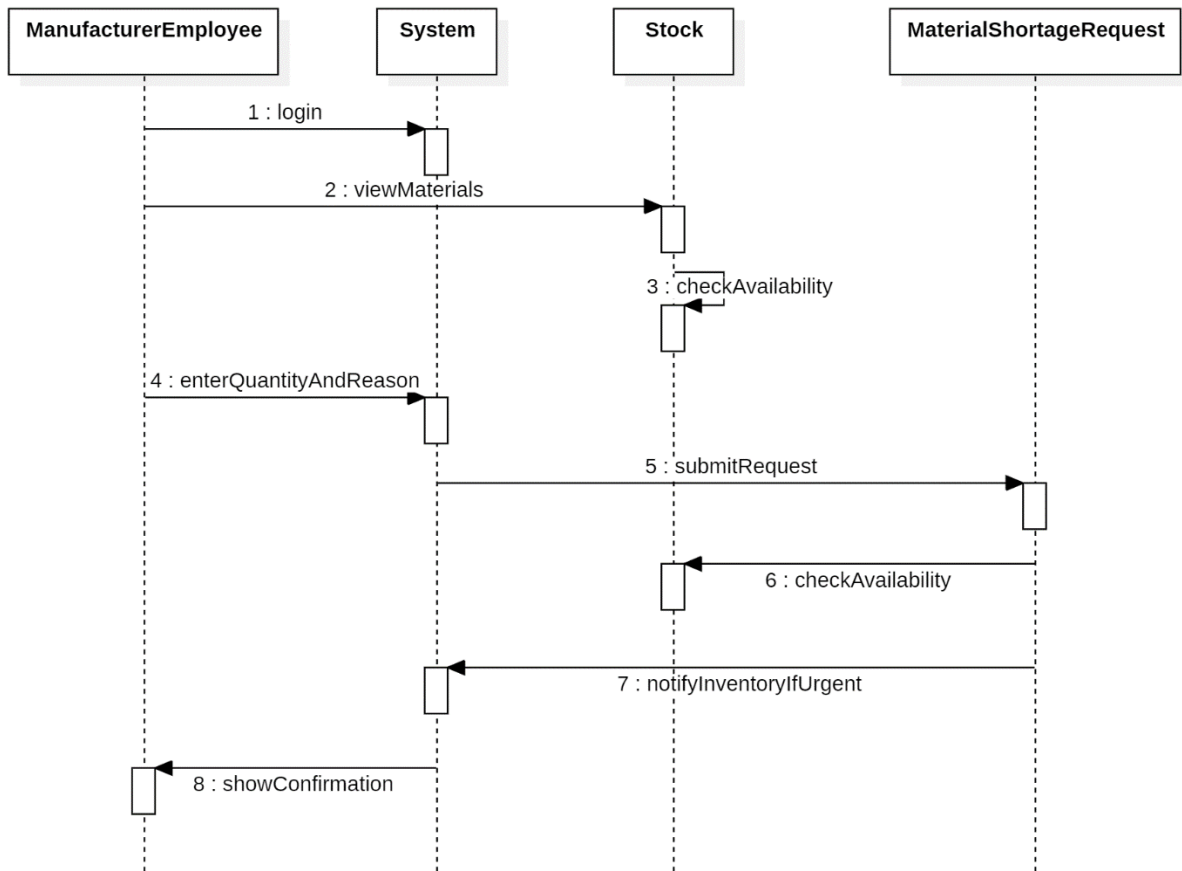 ManufacturerEmployee
System
Stock
MaterialShortageRequest
1 : login
2 : viewMaterials
3 : checkAvailability
4 : enterQuantityAndReason
5 : submitRequest
6 : checkAvailability
7 : notifyInventoryIfUrgent
8 : showConfirmation